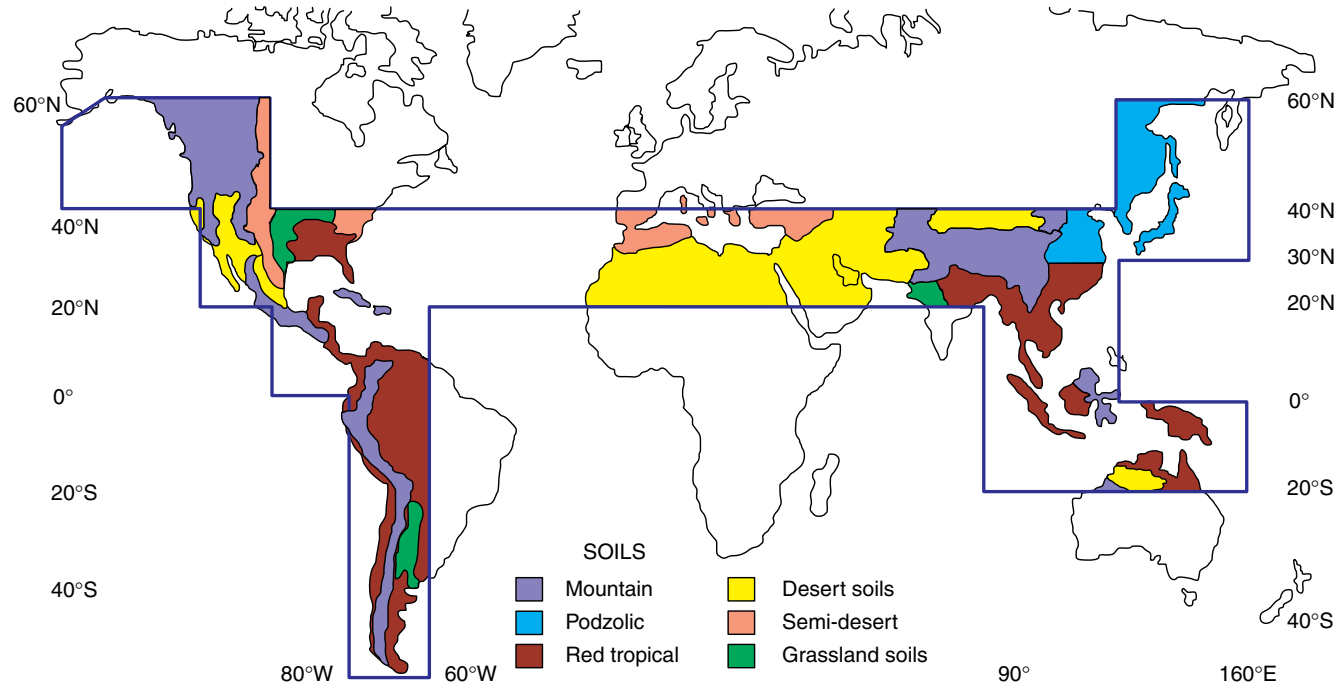 60°N
60°N
40°N
40°N
30°N
20°N
20°N
0°
0°
20°S
20°S
SOILS
Mountain
Desert soils
40°S
Podzolic
Semi-desert
40°S
Red tropical
Grassland soils
80°W
60°W
90°
160°E